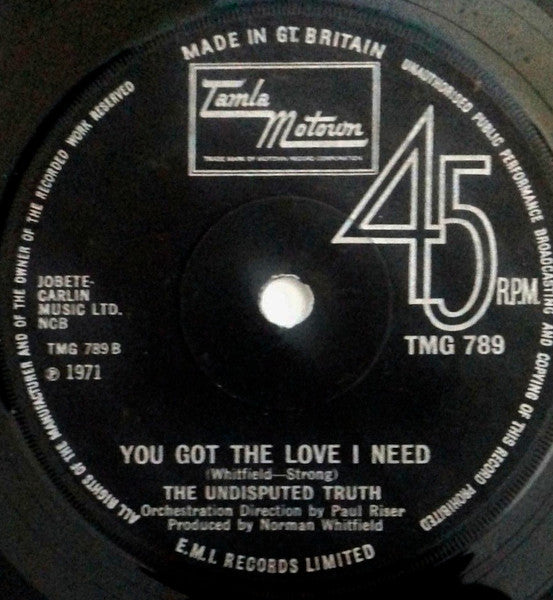 MADE IN GT. BRITAIN
UNAUTHORISED PUBLIC PERFORMANCE BROADCASTING AND COPYING OF THIS RECORD PROHIBITED
ALL RIGHTS OF THE MANUFACTURER AND OF THE OWNER OF THE RECORDED WORK RESERVED
Tamla
Motown
TRADE MARK OF MOTOWN RECORD CORPORATION
45
RPM
TMG 789
JOBETE-
CARLIN
MUSIC LTD.
NCB
TMG 789 B
℗ 1971
YOU GOT THE LOVE I NEED
(Whitfield—Strong)
THE UNDISPUTED TRUTH
Orchestration Direction by Paul Riser
Produced by Norman Whitfield
E.M.I. RECORDS LIMITED